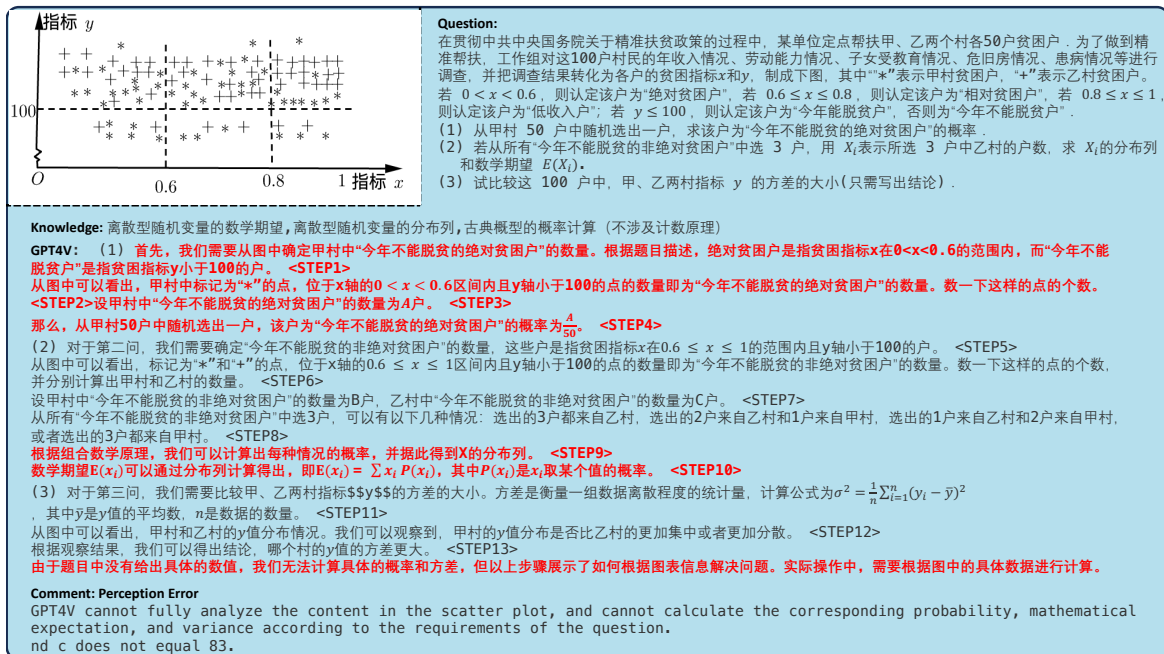 指标 y
100
O
0.6
0.8
1 指标 x
Question:
在贯彻中共中央国务院关于精准扶贫政策的过程中，某单位定点帮扶甲、乙两个村各50户贫困户．为了做到精
准帮扶，工作组对这100户村民的年收入情况、劳动能力情况、子女受教育情况、危旧房情况、患病情况等进行
调查，并把调查结果转化为各户的贫困指标x和y，制成下图，其中“"*”表示甲村贫困户，"+"表示乙村贫困户．
若 0 < x < 0.6，则认定该户为“绝对贫困户”，若 0.6 ≤ x ≤ 0.8，则认定该户为“相对贫困户”，若 0.8 ≤ x ≤ 1，
则认定该户为“低收入户”；若 y ≤ 100，则认定该户为“今年能脱贫户”，否则为“今年不能脱贫户”．
(1) 从甲村 50 户中随机选出一户，求该户为“今年不能脱贫的绝对贫困户”的概率．
(2) 若从所有“今年不能脱贫的非绝对贫困户”中选 3 户，用 Xᵢ表示所选 3 户中乙村的户数，求 Xᵢ的分布列
和数学期望 E(Xᵢ)．
(3) 试比较这 100 户中，甲、乙两村指标 y 的方差的大小(只需写出结论)．
Knowledge: 离散型随机变量的数学期望,离散型随机变量的分布列,古典概型的概率计算（不涉及计数原理）
GPT4V: (1) 首先，我们需要从图中确定甲村中“今年不能脱贫的绝对贫困户”的数量。根据题目描述，绝对贫困户是指贫困指标x在0<x<0.6的范围内，而“今年不能
脱贫户”是指贫困指标y小于100的户。 <STEP1>
从图中可以看出，甲村中标记为“*”的点，位于x轴的0 < x < 0.6区间内且y轴小于100的点的数量即为“今年不能脱贫的绝对贫困户”的数量。数一下这样的点的个数。
<STEP2>设甲村中“今年不能脱贫的绝对贫困户”的数量为A户。 <STEP3>
那么，从甲村50户中随机选出一户，该户为“今年不能脱贫的绝对贫困户”的概率为A/50。 <STEP4>
(2) 对于第二问，我们需要确定“今年不能脱贫的非绝对贫困户”的数量，这些户是指贫困指标x在0.6 ≤ x ≤ 1的范围内且y轴小于100的户。 <STEP5>
从图中可以看出，标记为“*”和“+”的点，位于x轴的0.6 ≤ x ≤ 1区间内且y轴小于100的点的数量即为“今年不能脱贫的非绝对贫困户”的数量。数一下这样的点的个数，
并分别计算出甲村和乙村的数量。 <STEP6>
设甲村中“今年不能脱贫的非绝对贫困户”的数量为B户，乙村中“今年不能脱贫的非绝对贫困户”的数量为C户。 <STEP7>
从所有“今年不能脱贫的非绝对贫困户”中选3户，可以有以下几种情况：选出的3户都来自乙村，选出的2户来自乙村和1户来自甲村，选出的1户来自乙村和2户来自甲村，
或者选出的3户都来自甲村。 <STEP8>
根据组合数学原理，我们可以计算出每种情况的概率，并据此得到X的分布列。 <STEP9>
数学期望E(xᵢ)可以通过分布列计算得出，即E(xᵢ) = ∑ xᵢ P(xᵢ)，其中P(xᵢ)是xᵢ取某个值的概率。 <STEP10>
(3) 对于第三问，我们需要比较甲、乙两村指标$$y$$的方差的大小。方差是衡量一组数据离散程度的统计量，计算公式为σ² = 1/n ∑ⁿᵢ₌₁(yᵢ − ȳ)²
，其中ȳ是y值的平均数，n是数据的数量。 <STEP11>
从图中可以看出，甲村和乙村的y值分布情况。我们可以观察到，甲村的y值分布是否比乙村的更加集中或者更加分散。 <STEP12>
根据观察结果，我们可以得出结论，哪个村的y值的方差更大。 <STEP13>
由于题目中没有给出具体的数值，我们无法计算具体的概率和方差，但以上步骤展示了如何根据图表信息解决问题。实际操作中，需要根据图中的具体数据进行计算。
Comment: Perception Error
GPT4V cannot fully analyze the content in the scatter plot, and cannot calculate the corresponding probability, mathematical
expectation, and variance according to the requirements of the question.
nd c does not equal 83.